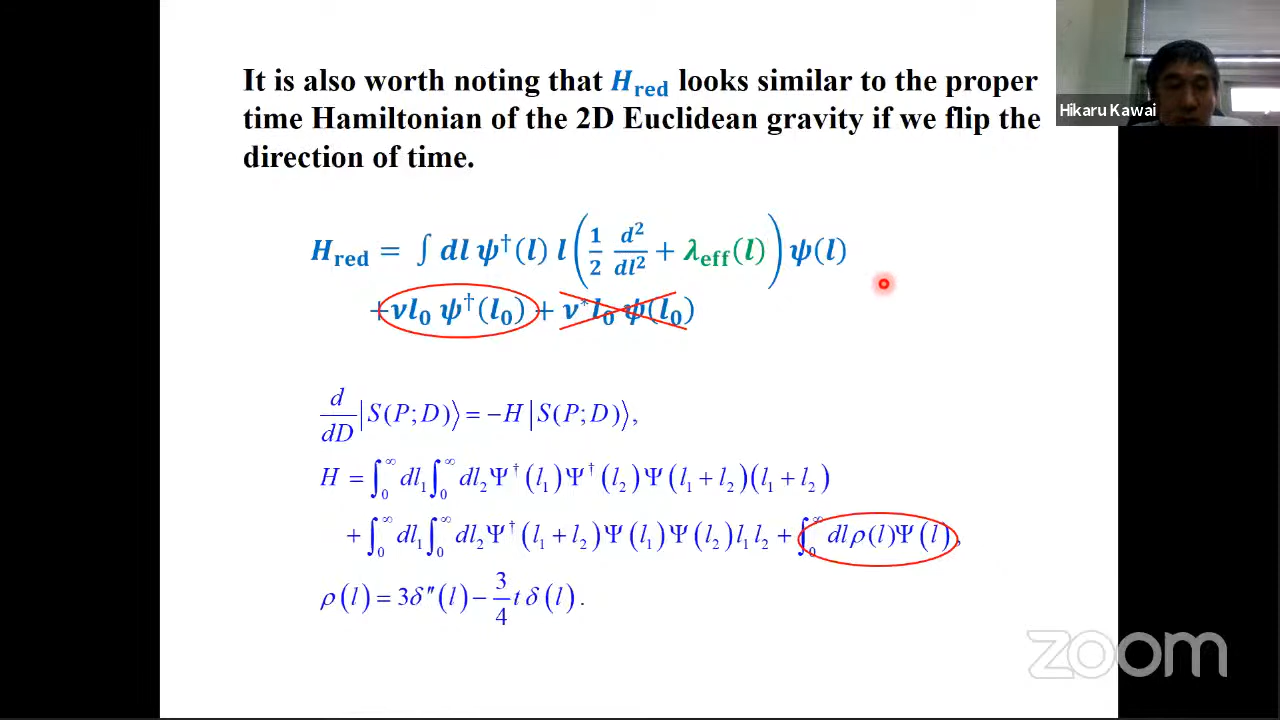 It is also worth noting that H_red looks similar to the proper
time Hamiltonian of the 2D Euclidean gravity if we flip the
direction of time.
Hikaru Kawai
H_red = ∫ dl ψ†(l) l (1/2 d²/dl² + λ_eff(l)) ψ(l)
+νl₀ ψ†(l₀) + ν*l₀ ψ(l₀)
d/dD |S(P;D)⟩ = −H |S(P;D)⟩,
H = ∫₀^∞ dl₁ ∫₀^∞ dl₂ Ψ†(l₁) Ψ†(l₂) Ψ(l₁ + l₂)(l₁ + l₂)
+ ∫₀^∞ dl₁ ∫₀^∞ dl₂ Ψ†(l₁ + l₂) Ψ(l₁) Ψ(l₂) l₁ l₂ + ∫₀^∞ dl ρ(l) Ψ(l),
ρ(l) = 3δ″(l) − 3/4 t δ(l).
zoom